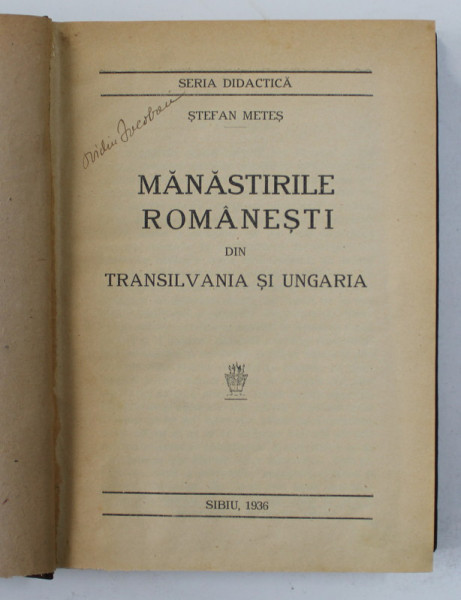 SERIA DIDACTICĂ
ȘTEFAN METEȘ
MĂNĂSTIRILE
ROMÂNEȘTI
DIN
TRANSILVANIA ȘI UNGARIA
SIBIU, 1936